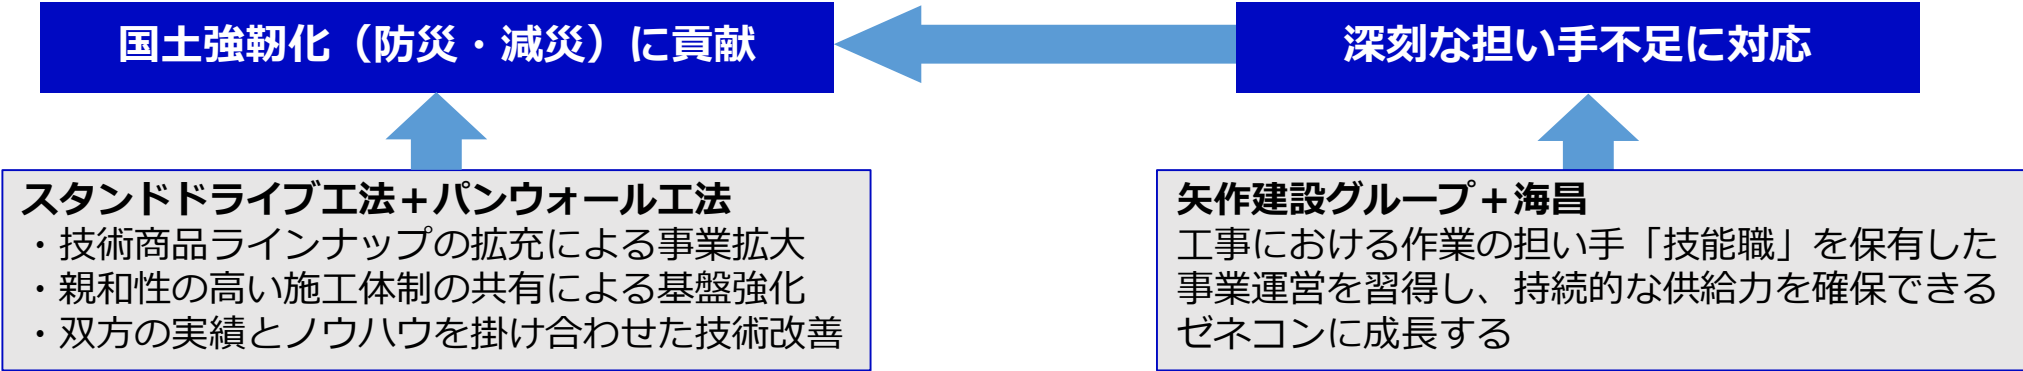 国土強靭化（防災・減災）に貢献
深刻な担い手不足に対応
スタンドドライブ工法＋パンウォール工法
・技術商品ラインナップの拡充による事業拡大
・親和性の高い施工体制の共有による基盤強化
・双方の実績とノウハウを掛け合わせた技術改善
矢作建設グループ＋海昌
工事における作業の担い手「技能職」を保有した
事業運営を習得し、持続的な供給力を確保できる
ゼネコンに成長する